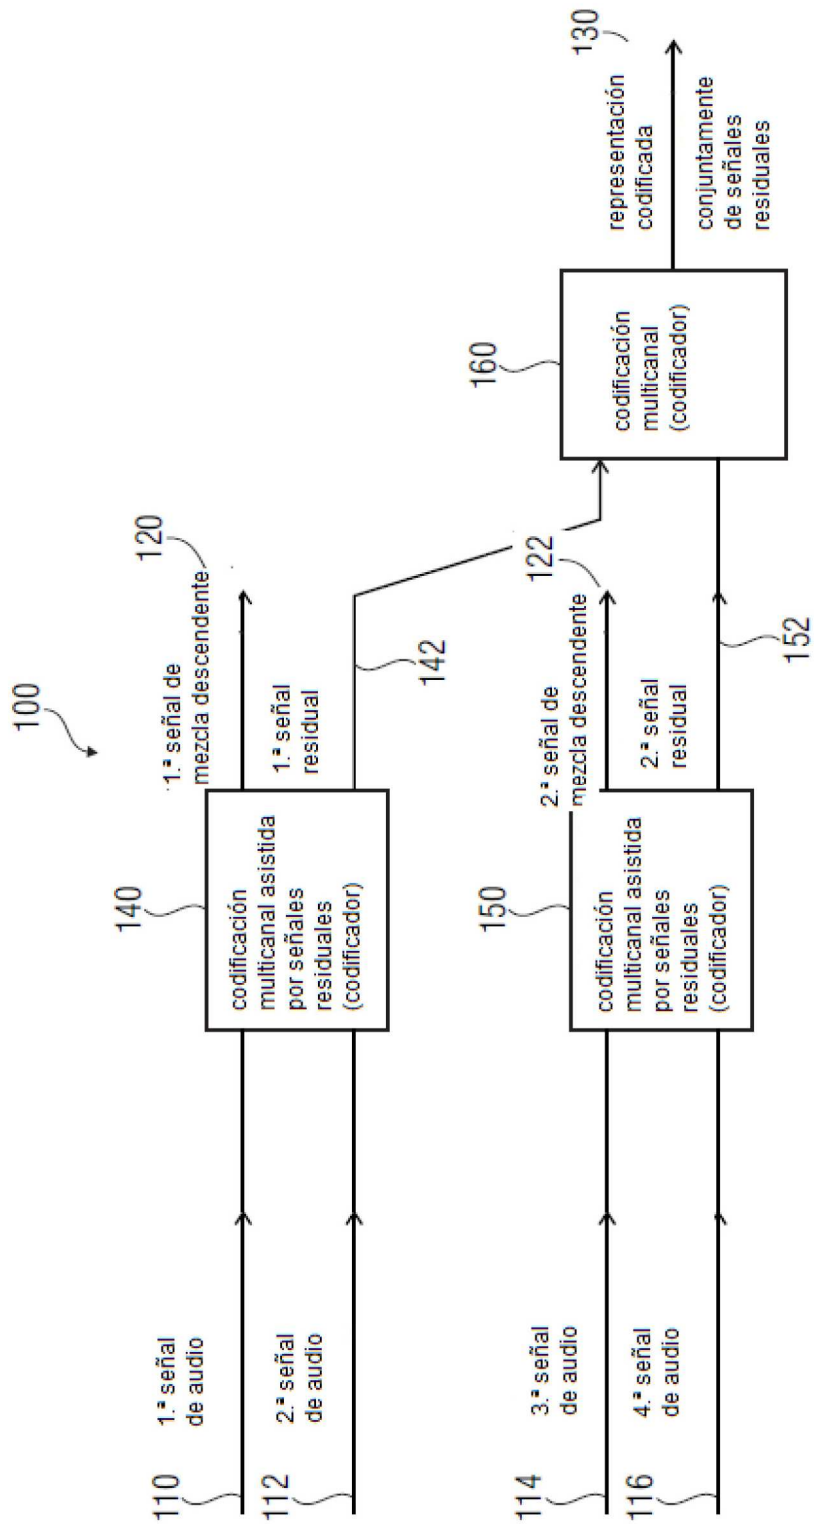 100
110
1.ª señal
de audio
112
2.ª señal
de audio
140
codificación
multicanal asistida
por señales
residuales
(codificador)
1.ª señal de
mezcla descendente
120
1.ª señal
residual
142
114
3.ª señal
de audio
116
4.ª señal
de audio
150
codificación
multicanal asistida
por señales
residuales
(codificador)
2.ª señal de
mezcla descendente
122
2.ª señal
residual
152
160
codificación
multicanal
(codificador)
representación
codificada
130
conjuntamente
de señales
residuales